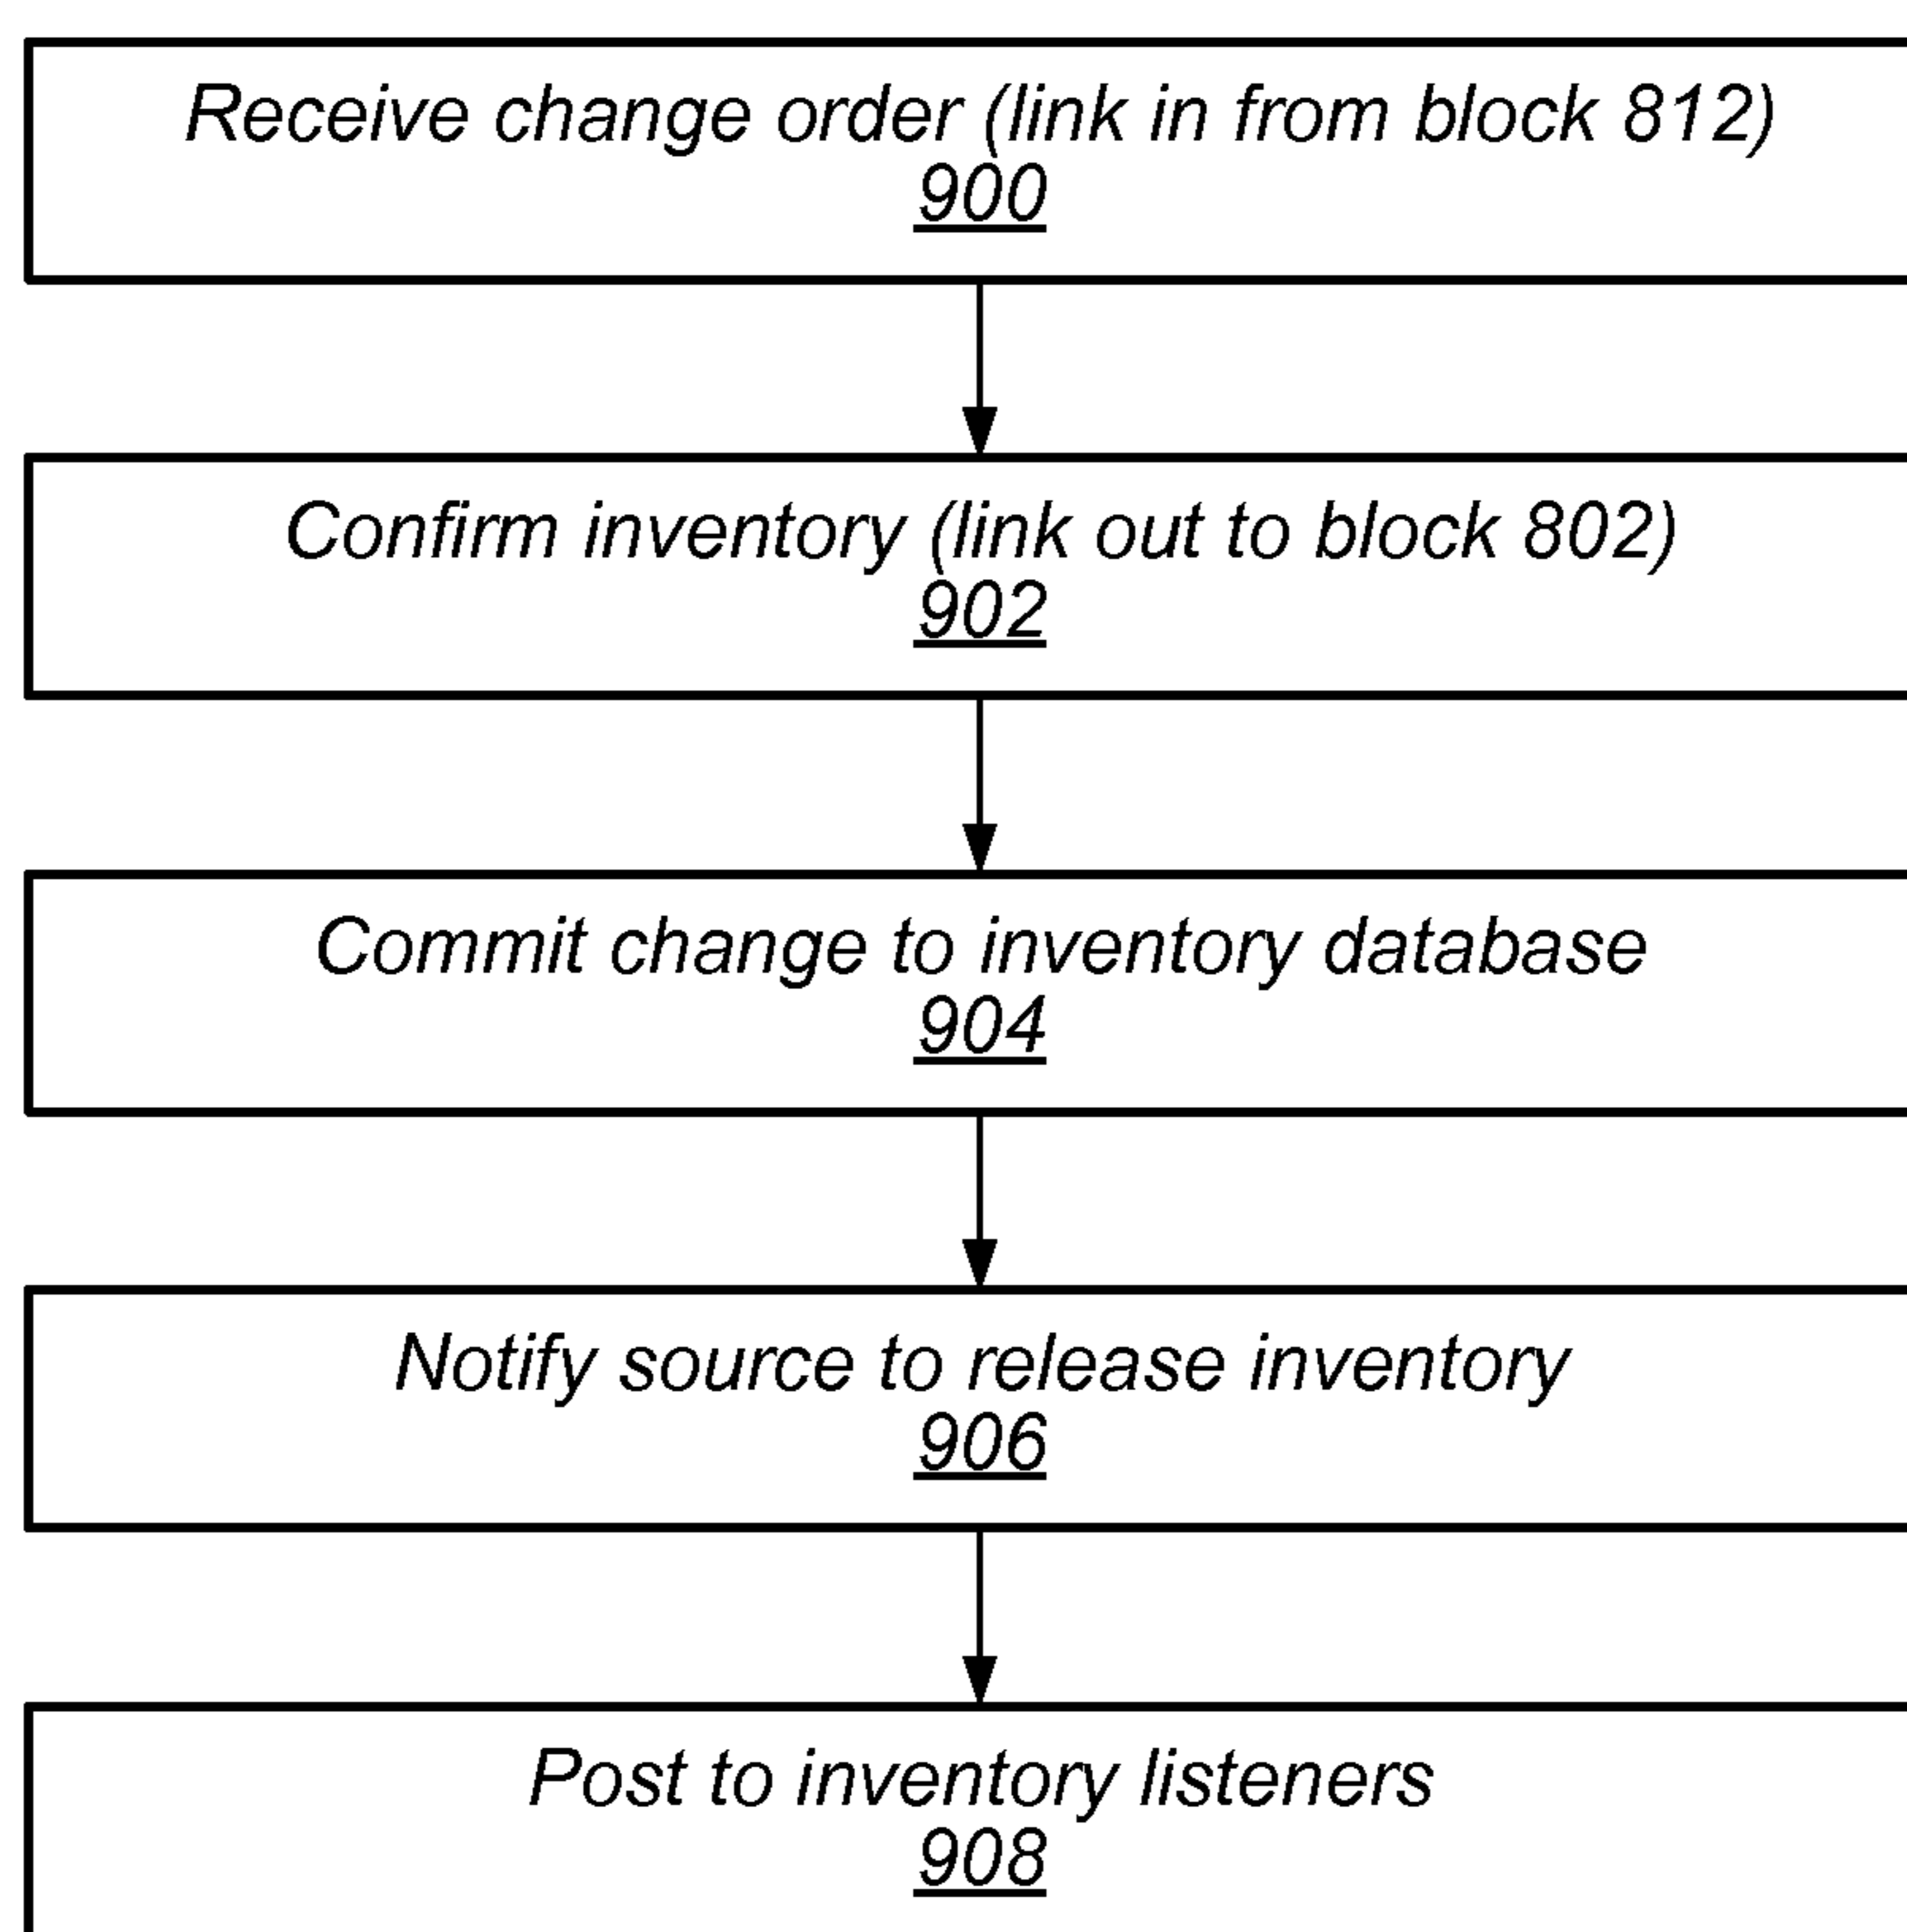 Receive change order (link in from block 812)
900
Confirm inventory (link out to block 802)
902
Commit change to inventory database
904
Notify source to release inventory
906
Post to inventory listeners
908